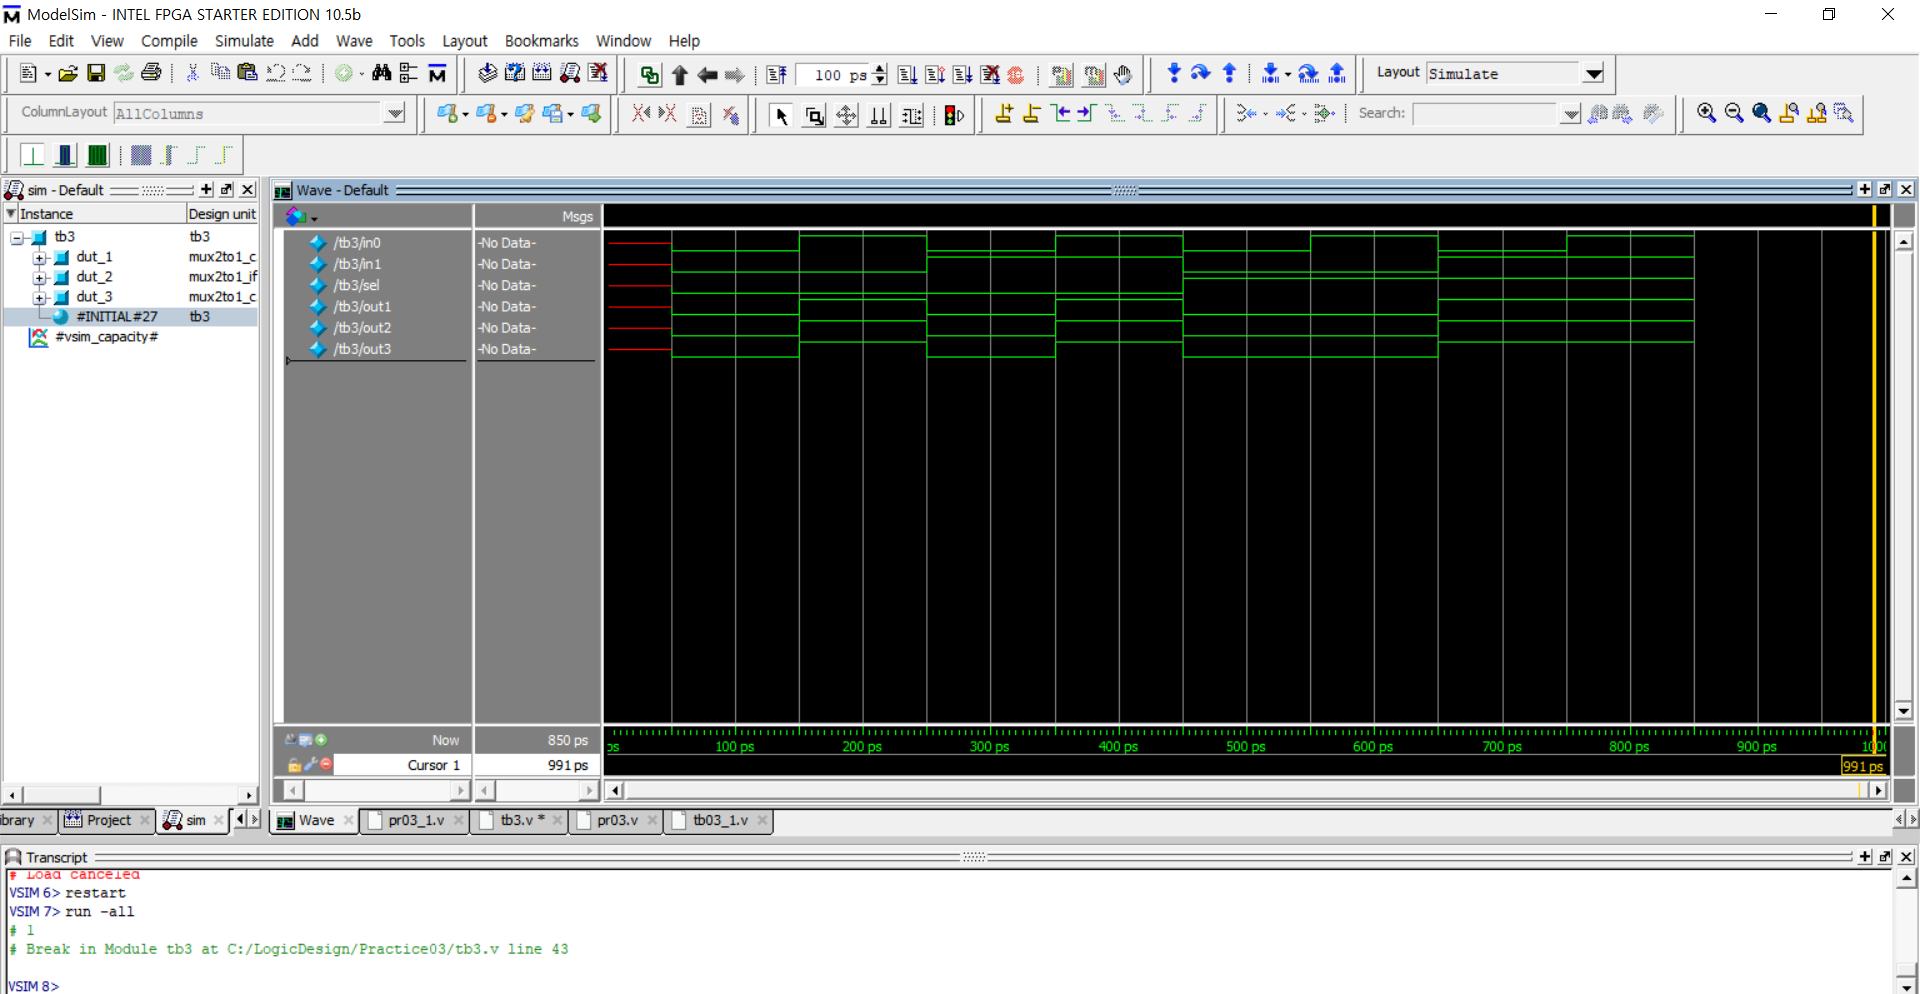 ModelSim - INTEL FPGA STARTER EDITION 10.5b
File Edit View Compile Simulate Add Wave Tools Layout Bookmarks Window Help
100 ps
Layout Simulate
ColumnLayout AllColumns
Search:
sim - Default
Instance Design unit
tb3 tb3
dut_1 mux2to1_c
dut_2 mux2to1_if
dut_3 mux2to1_c
#INITIAL#27 tb3
#vsim_capacity#
Wave - Default
Msgs
/tb3/in0 -No Data-
/tb3/in1 -No Data-
/tb3/sel -No Data-
/tb3/out1 -No Data-
/tb3/out2 -No Data-
/tb3/out3 -No Data-
Now 850 ps
Cursor 1 991 ps
ps 100 ps 200 ps 300 ps 400 ps 500 ps 600 ps 700 ps 800 ps 900 ps 1000
991 ps
ibrary Project sim
Wave pr03_1.v tb3.v * pr03.v tb03_1.v
Transcript
# Load canceled
VSIM 6> restart
VSIM 7> run -all
# 1
# Break in Module tb3 at C:/LogicDesign/Practice03/tb3.v line 43
VSIM 8>